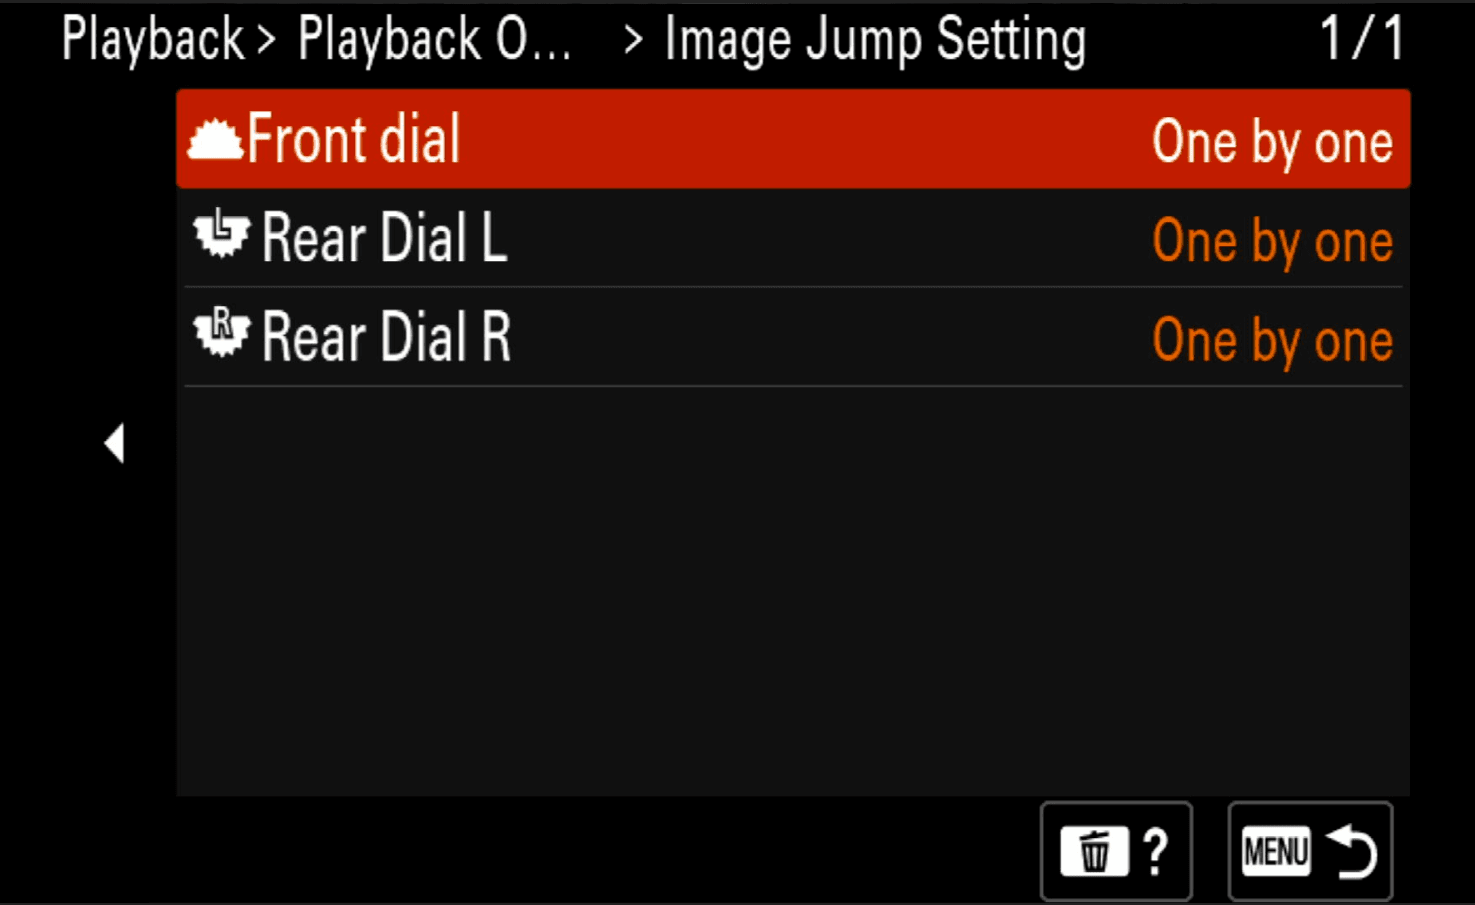 Playback > Playback O... > Image Jump Setting 1/1
Front dial One by one
L Rear Dial L One by one
R Rear Dial R One by one
?
MENU